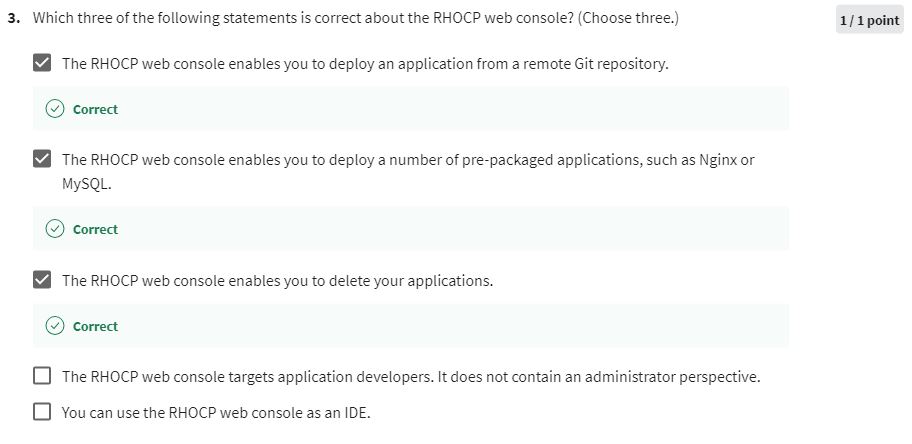 3. Which three of the following statements is correct about the RHOCP web console? (Choose three.)
1 / 1 point
The RHOCP web console enables you to deploy an application from a remote Git repository.
Correct
The RHOCP web console enables you to deploy a number of pre-packaged applications, such as Nginx or
MySQL.
Correct
The RHOCP web console enables you to delete your applications.
Correct
The RHOCP web console targets application developers. It does not contain an administrator perspective.
You can use the RHOCP web console as an IDE.